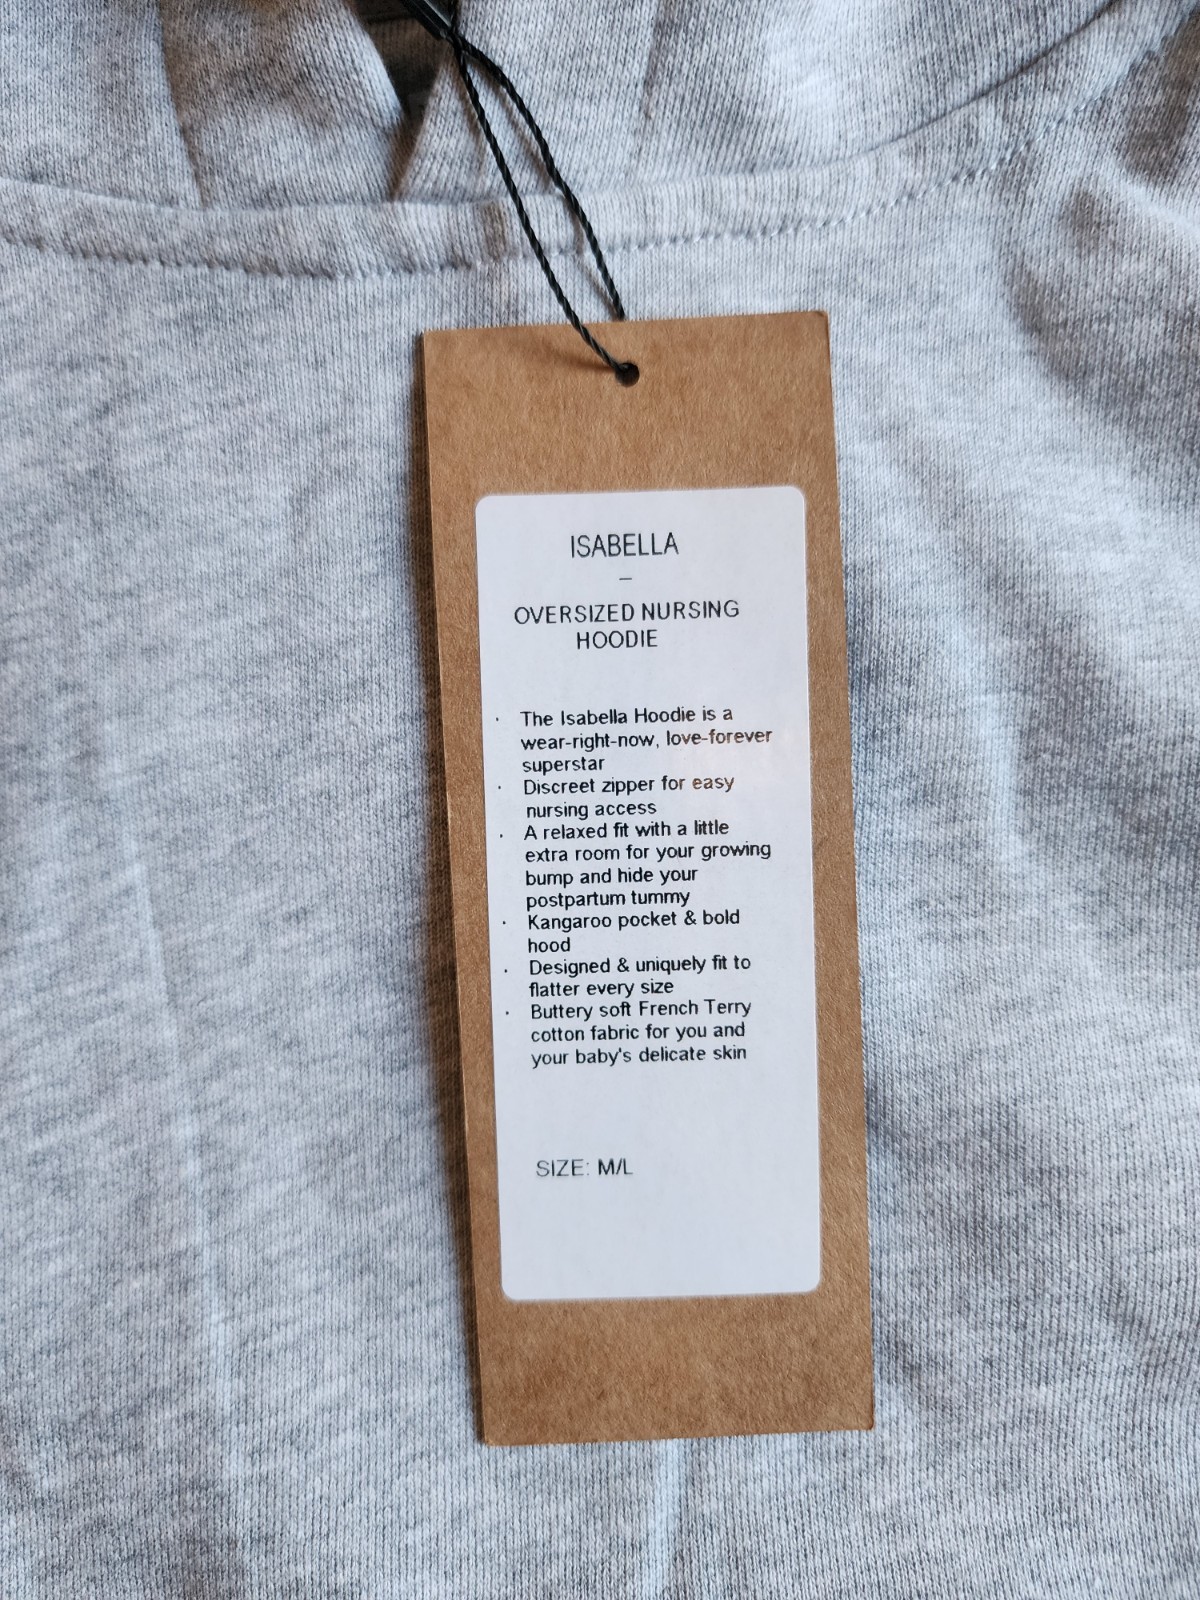 ISABELLA
–
OVERSIZED NURSING
HOODIE
· The Isabella Hoodie is a
wear-right-now, love-forever
superstar
· Discreet zipper for easy
nursing access
· A relaxed fit with a little
extra room for your growing
bump and hide your
postpartum tummy
· Kangaroo pocket & bold
hood
· Designed & uniquely fit to
flatter every size
· Buttery soft French Terry
cotton fabric for you and
your baby's delicate skin
SIZE: M/L